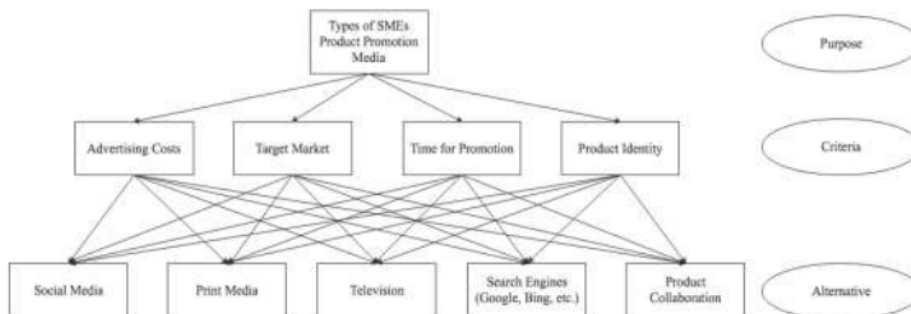 Types of SMEs
Product Promotion
Media
Purpose
Advertising Costs
Target Market
Time for Promotion
Product Identity
Criteria
Social Media
Print Media
Television
Search Engines
(Google, Bing, etc.)
Product
Collaboration
Alternative